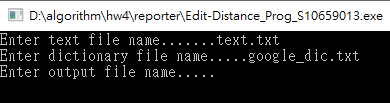 D:\algorithm\hw4\reporter\Edit-Distance_Prog_S10659013.exe
Enter text file name.......text.txt
Enter dictionary file name.....google_dic.txt
Enter output file name.....